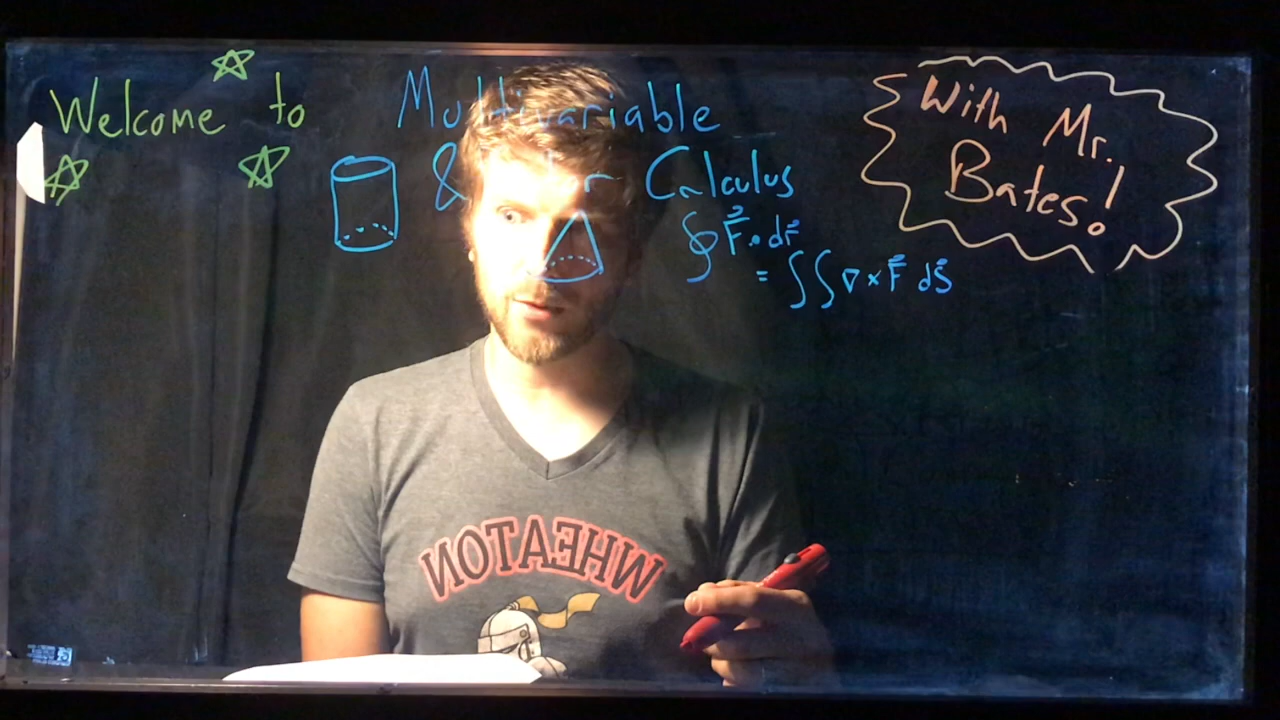 Welcome to
Multivariable
& r Calculus
∮F⃗•dr⃗
= ∫∫∇×F⃗ dS⃗
With Mr.
Bates!
WHEATON